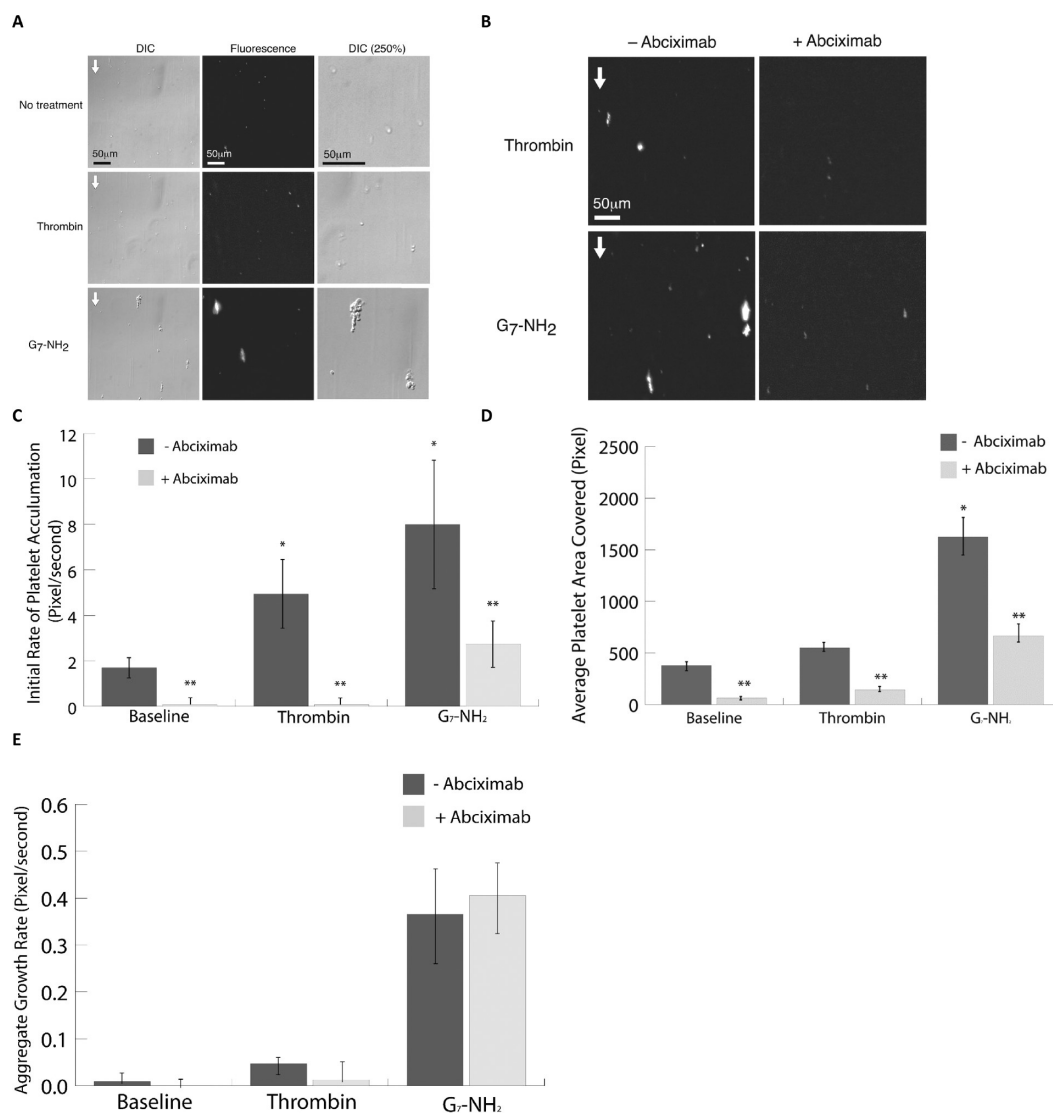 A
DIC
Fluorescence
DIC (250%)
No treatment
50μm
50μm
50μm
Thrombin
G7-NH2
B
– Abciximab
+ Abciximab
Thrombin
50μm
G7-NH2
C
Initial Rate of Platelet Acculumation
(Pixel/second)
12
10
8
6
4
2
0
- Abciximab
+ Abciximab
*
*
**
**
**
Baseline
Thrombin
G₇-NH₂
D
Average Platelet Area Covered (Pixel)
2500
2000
1500
1000
500
0
- Abciximab
+ Abciximab
*
**
**
**
Baseline
Thrombin
E
Aggregate Growth Rate (Pixel/second)
0.6
0.5
0.4
0.3
0.2
0.1
0.0
- Abciximab
+ Abciximab
Baseline
Thrombin
G₇-NH₂